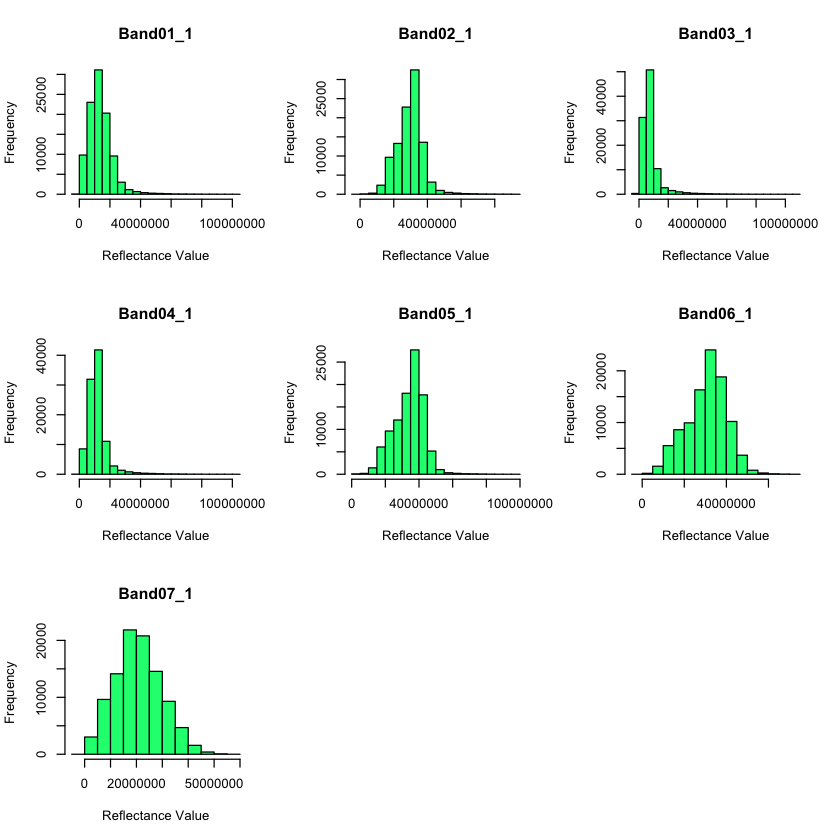 Band01_1
Frequency
0
10000
25000
0
40000000
100000000
Reflectance Value
Band02_1
Frequency
0
10000
25000
0
40000000
Reflectance Value
Band03_1
Frequency
0
20000
40000
0
40000000
100000000
Reflectance Value
Band04_1
Frequency
0
20000
40000
0
40000000
100000000
Reflectance Value
Band05_1
Frequency
0
10000
25000
0
40000000
100000000
Reflectance Value
Band06_1
Frequency
0
10000
20000
0
40000000
Reflectance Value
Band07_1
Frequency
0
10000
20000
0
20000000
50000000
Reflectance Value